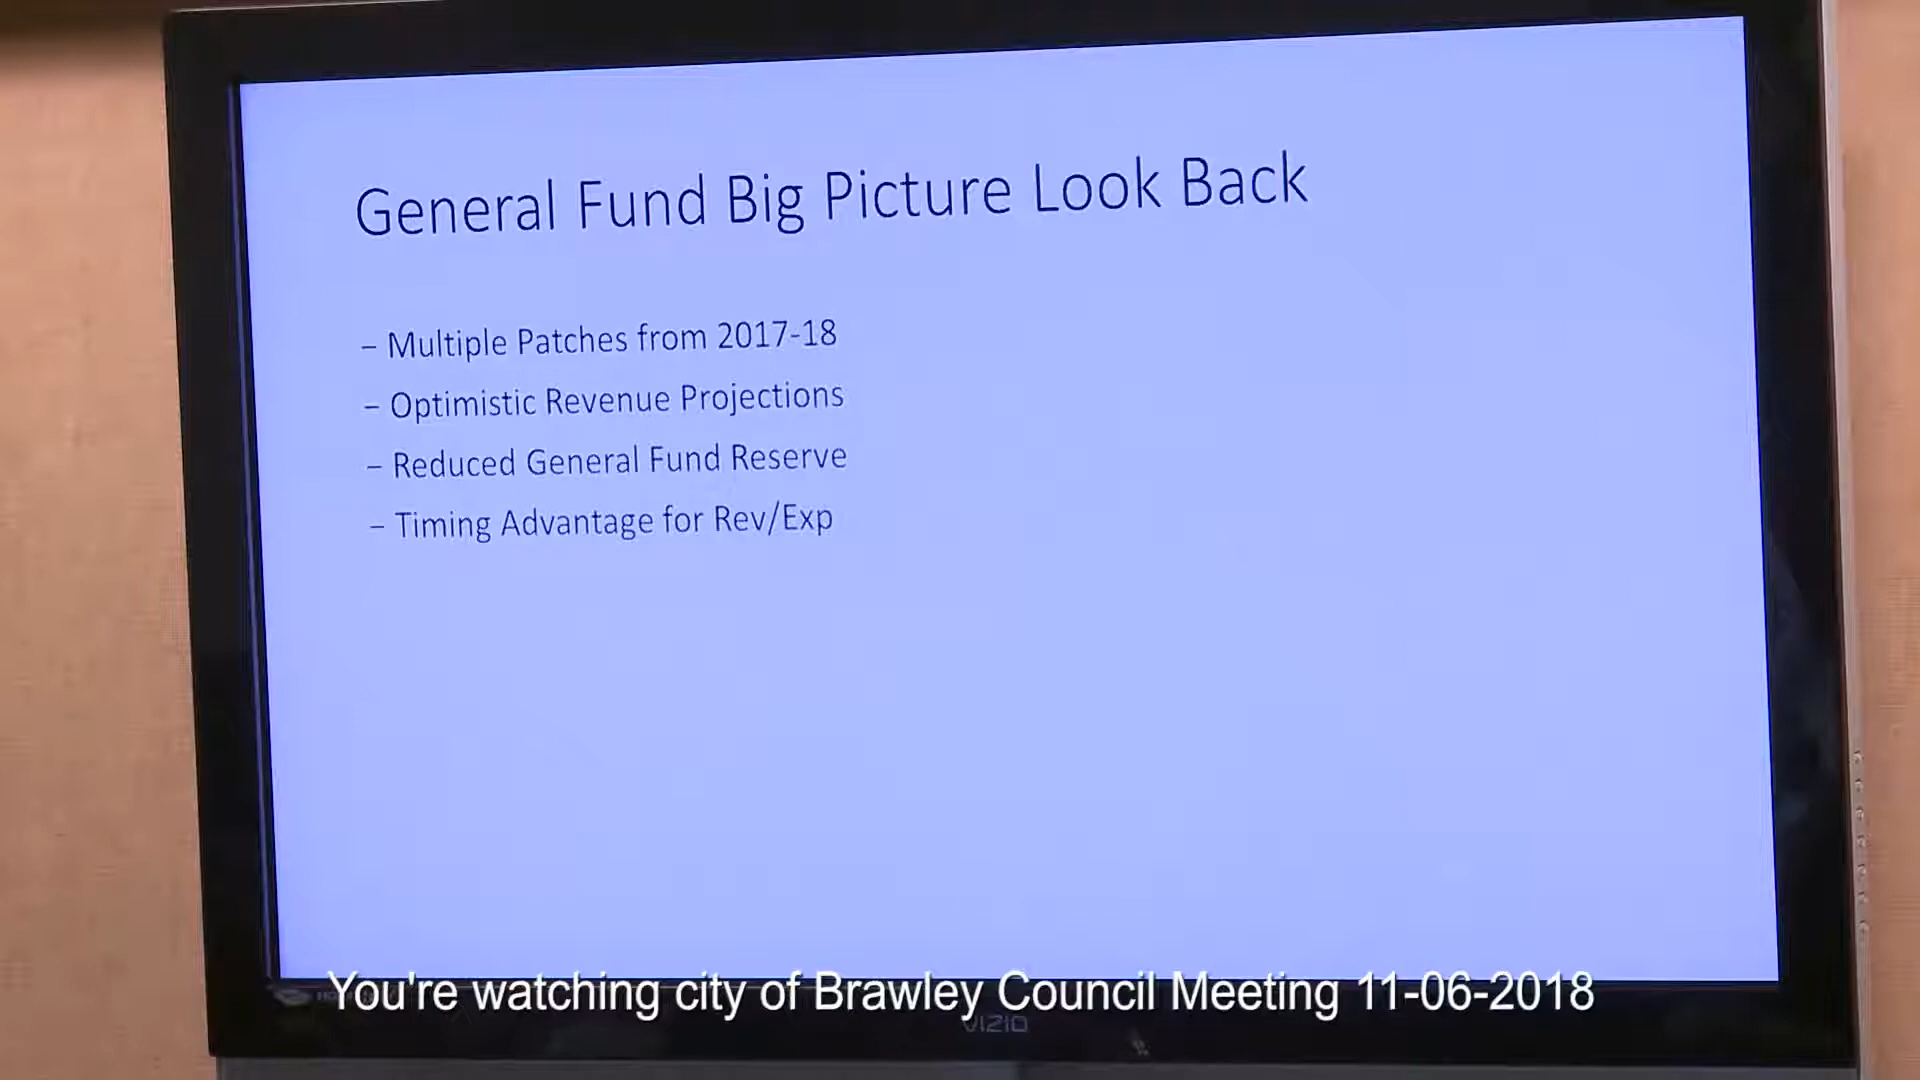 General Fund Big Picture Look Back
– Multiple Patches from 2017-18
– Optimistic Revenue Projections
– Reduced General Fund Reserve
– Timing Advantage for Rev/Exp
You're watching city of Brawley Council Meeting 11-06-2018
VIZIO